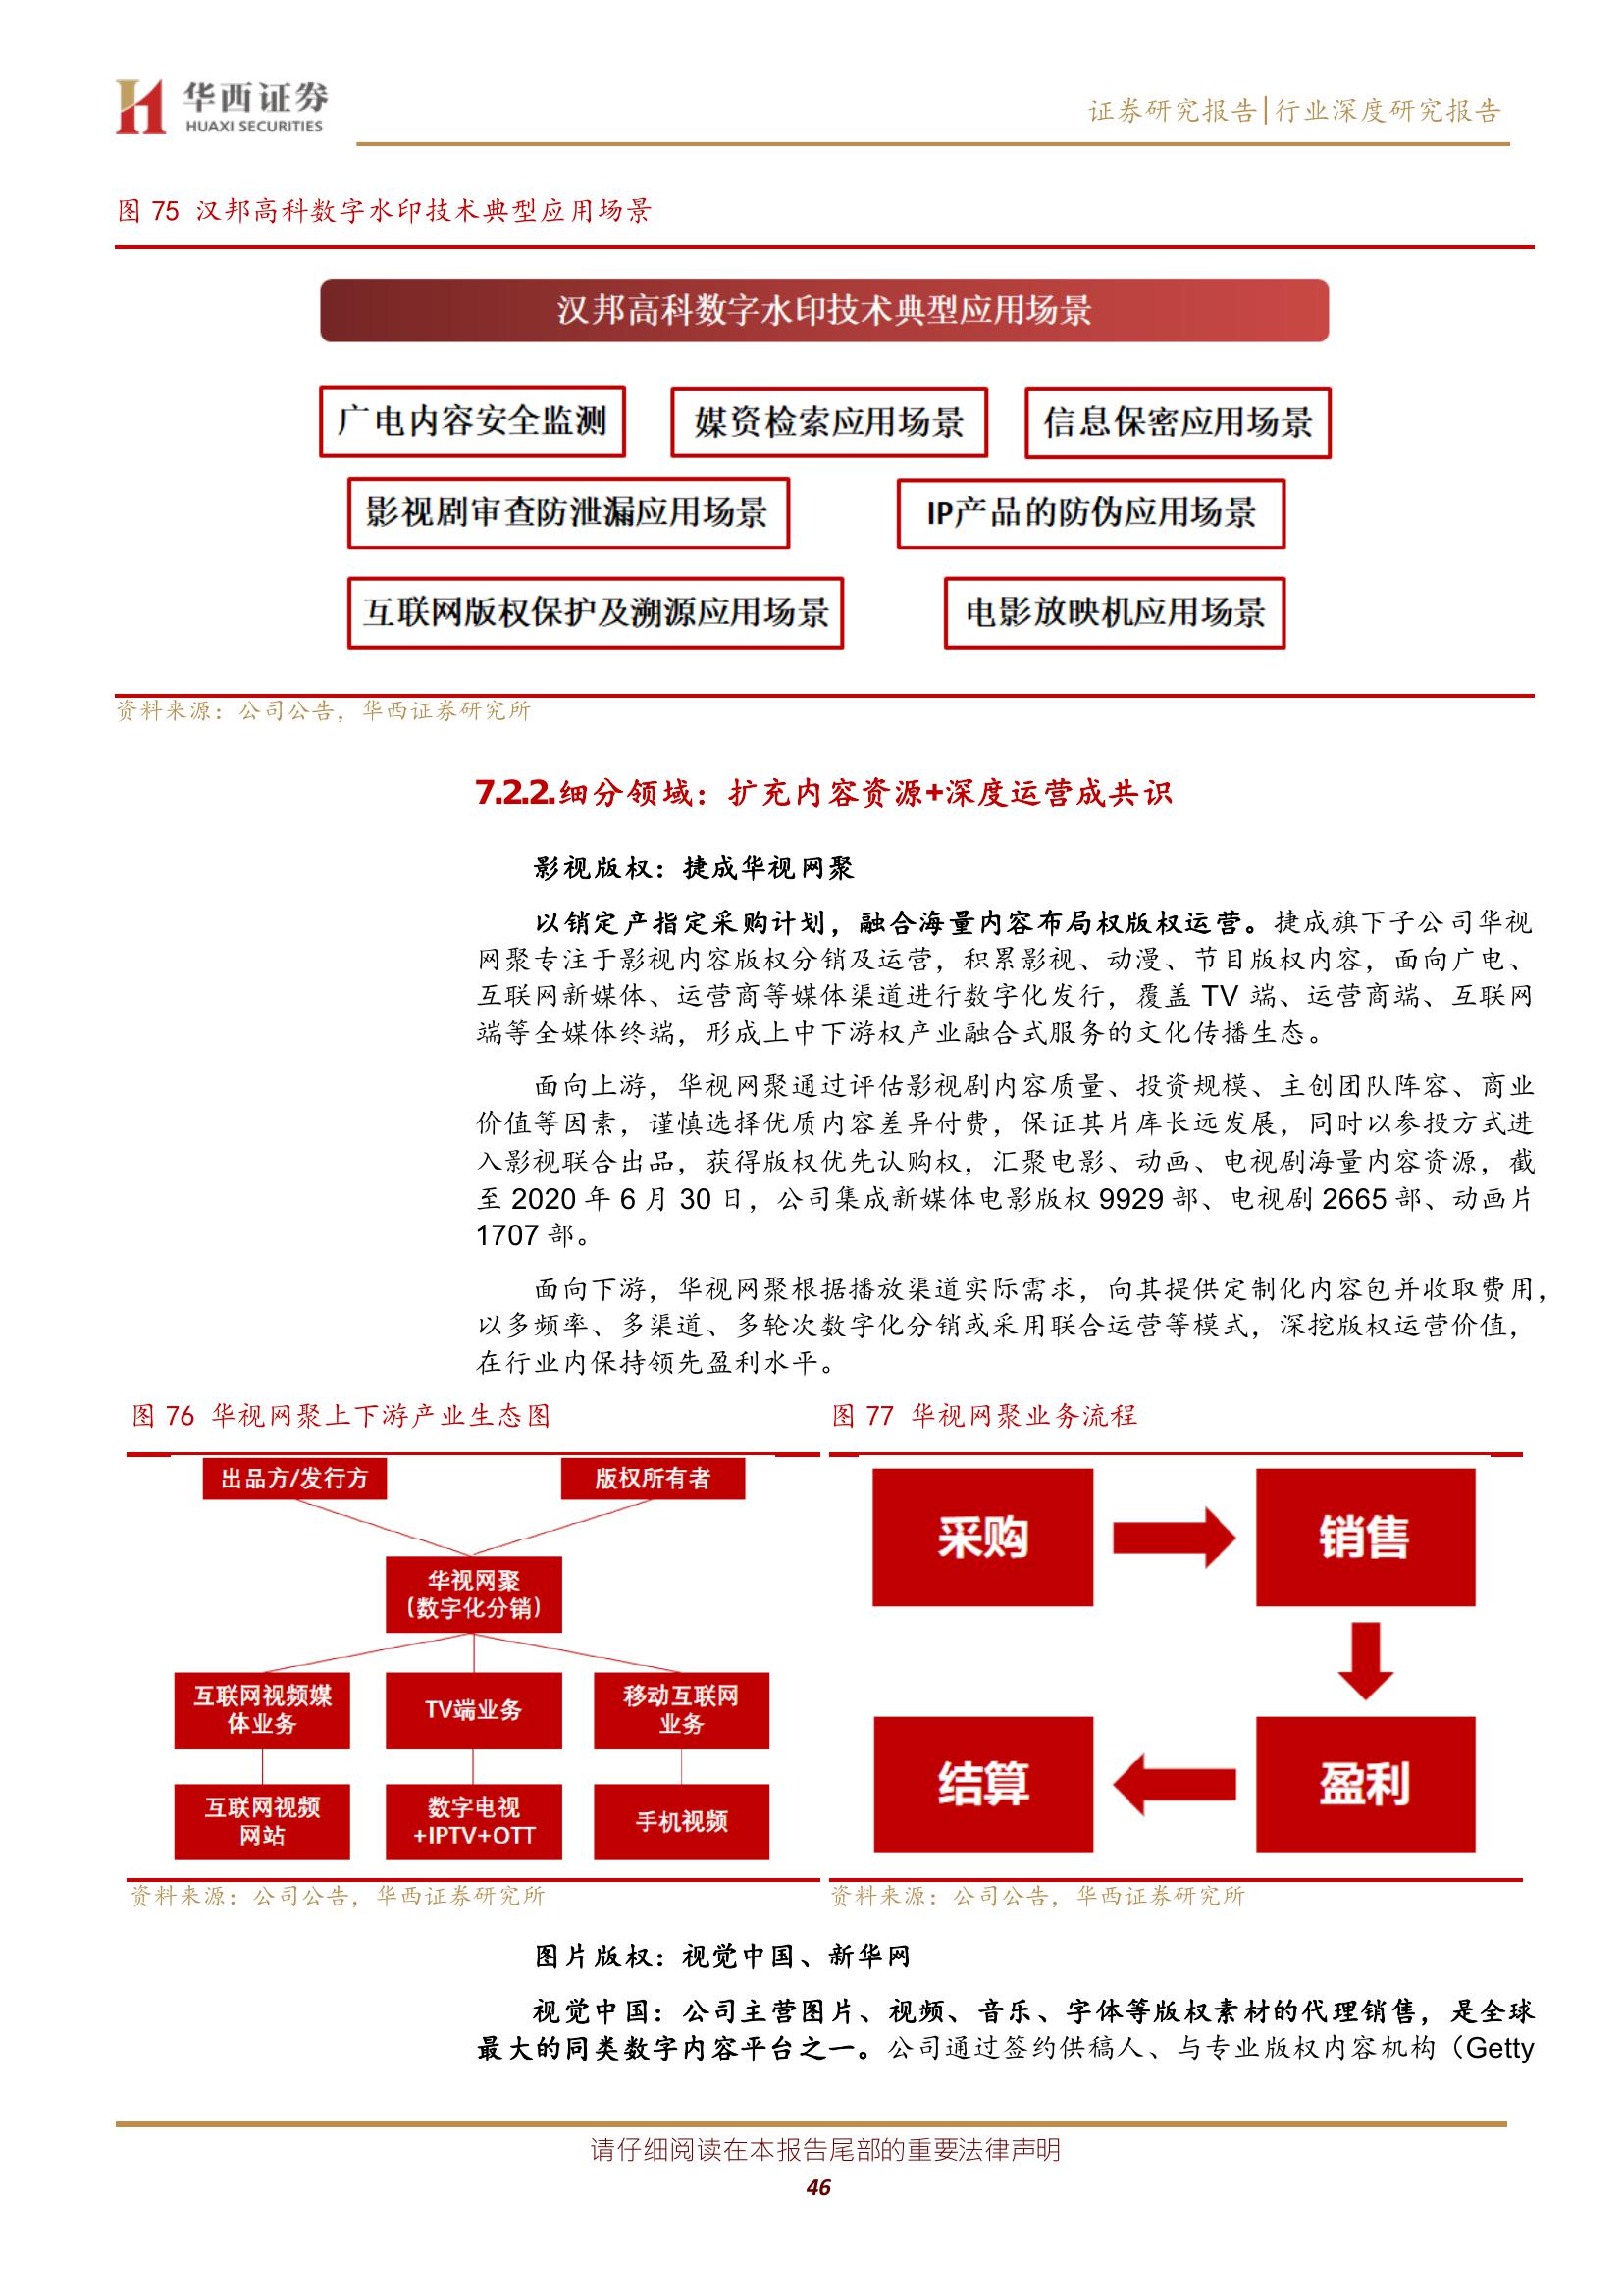 华西证券
HUAXI SECURITIES
证券研究报告|行业深度研究报告
图 75 汉邦高科数字水印技术典型应用场景
汉邦高科数字水印技术典型应用场景
广电内容安全监测
媒资检索应用场景
信息保密应用场景
影视剧审查防泄漏应用场景
IP产品的防伪应用场景
互联网版权保护及溯源应用场景
电影放映机应用场景
资料来源：公司公告，华西证券研究所
7.2.2.细分领域：扩充内容资源+深度运营成共识
影视版权：捷成华视网聚
以销定产指定采购计划，融合海量内容布局权版权运营。捷成旗下子公司华视
网聚专注于影视内容版权分销及运营，积累影视、动漫、节目版权内容，面向广电、
互联网新媒体、运营商等媒体渠道进行数字化发行，覆盖 TV 端、运营商端、互联网
端等全媒体终端，形成上中下游权产业融合式服务的文化传播生态。
面向上游，华视网聚通过评估影视剧内容质量、投资规模、主创团队阵容、商业
价值等因素，谨慎选择优质内容差异付费，保证其片库长远发展，同时以参投方式进
入影视联合出品，获得版权优先认购权，汇聚电影、动画、电视剧海量内容资源，截
至 2020 年 6 月 30 日，公司集成新媒体电影版权 9929 部、电视剧 2665 部、动画片
1707 部。
面向下游，华视网聚根据播放渠道实际需求，向其提供定制化内容包并收取费用，
以多频率、多渠道、多轮次数字化分销或采用联合运营等模式，深挖版权运营价值，
在行业内保持领先盈利水平。
图 76 华视网聚上下游产业生态图
出品方/发行方
版权所有者
华视网聚
（数字化分销）
互联网视频媒
体业务
TV端业务
移动互联网
业务
互联网视频
网站
数字电视
+IPTV+OTT
手机视频
资料来源：公司公告，华西证券研究所
图 77 华视网聚业务流程
采购
销售
结算
盈利
资料来源：公司公告，华西证券研究所
图片版权：视觉中国、新华网
视觉中国：公司主营图片、视频、音乐、字体等版权素材的代理销售，是全球
最大的同类数字内容平台之一。公司通过签约供稿人、与专业版权内容机构（Getty
请仔细阅读在本报告尾部的重要法律声明
46